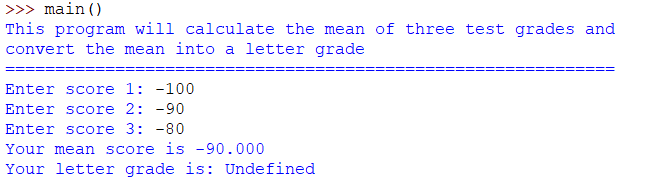 >>> main()
This program will calculate the mean of three test grades and
convert the mean into a letter grade
=============================================================
Enter score 1: -100
Enter score 2: -90
Enter score 3: -80
Your mean score is -90.000
Your letter grade is: Undefined